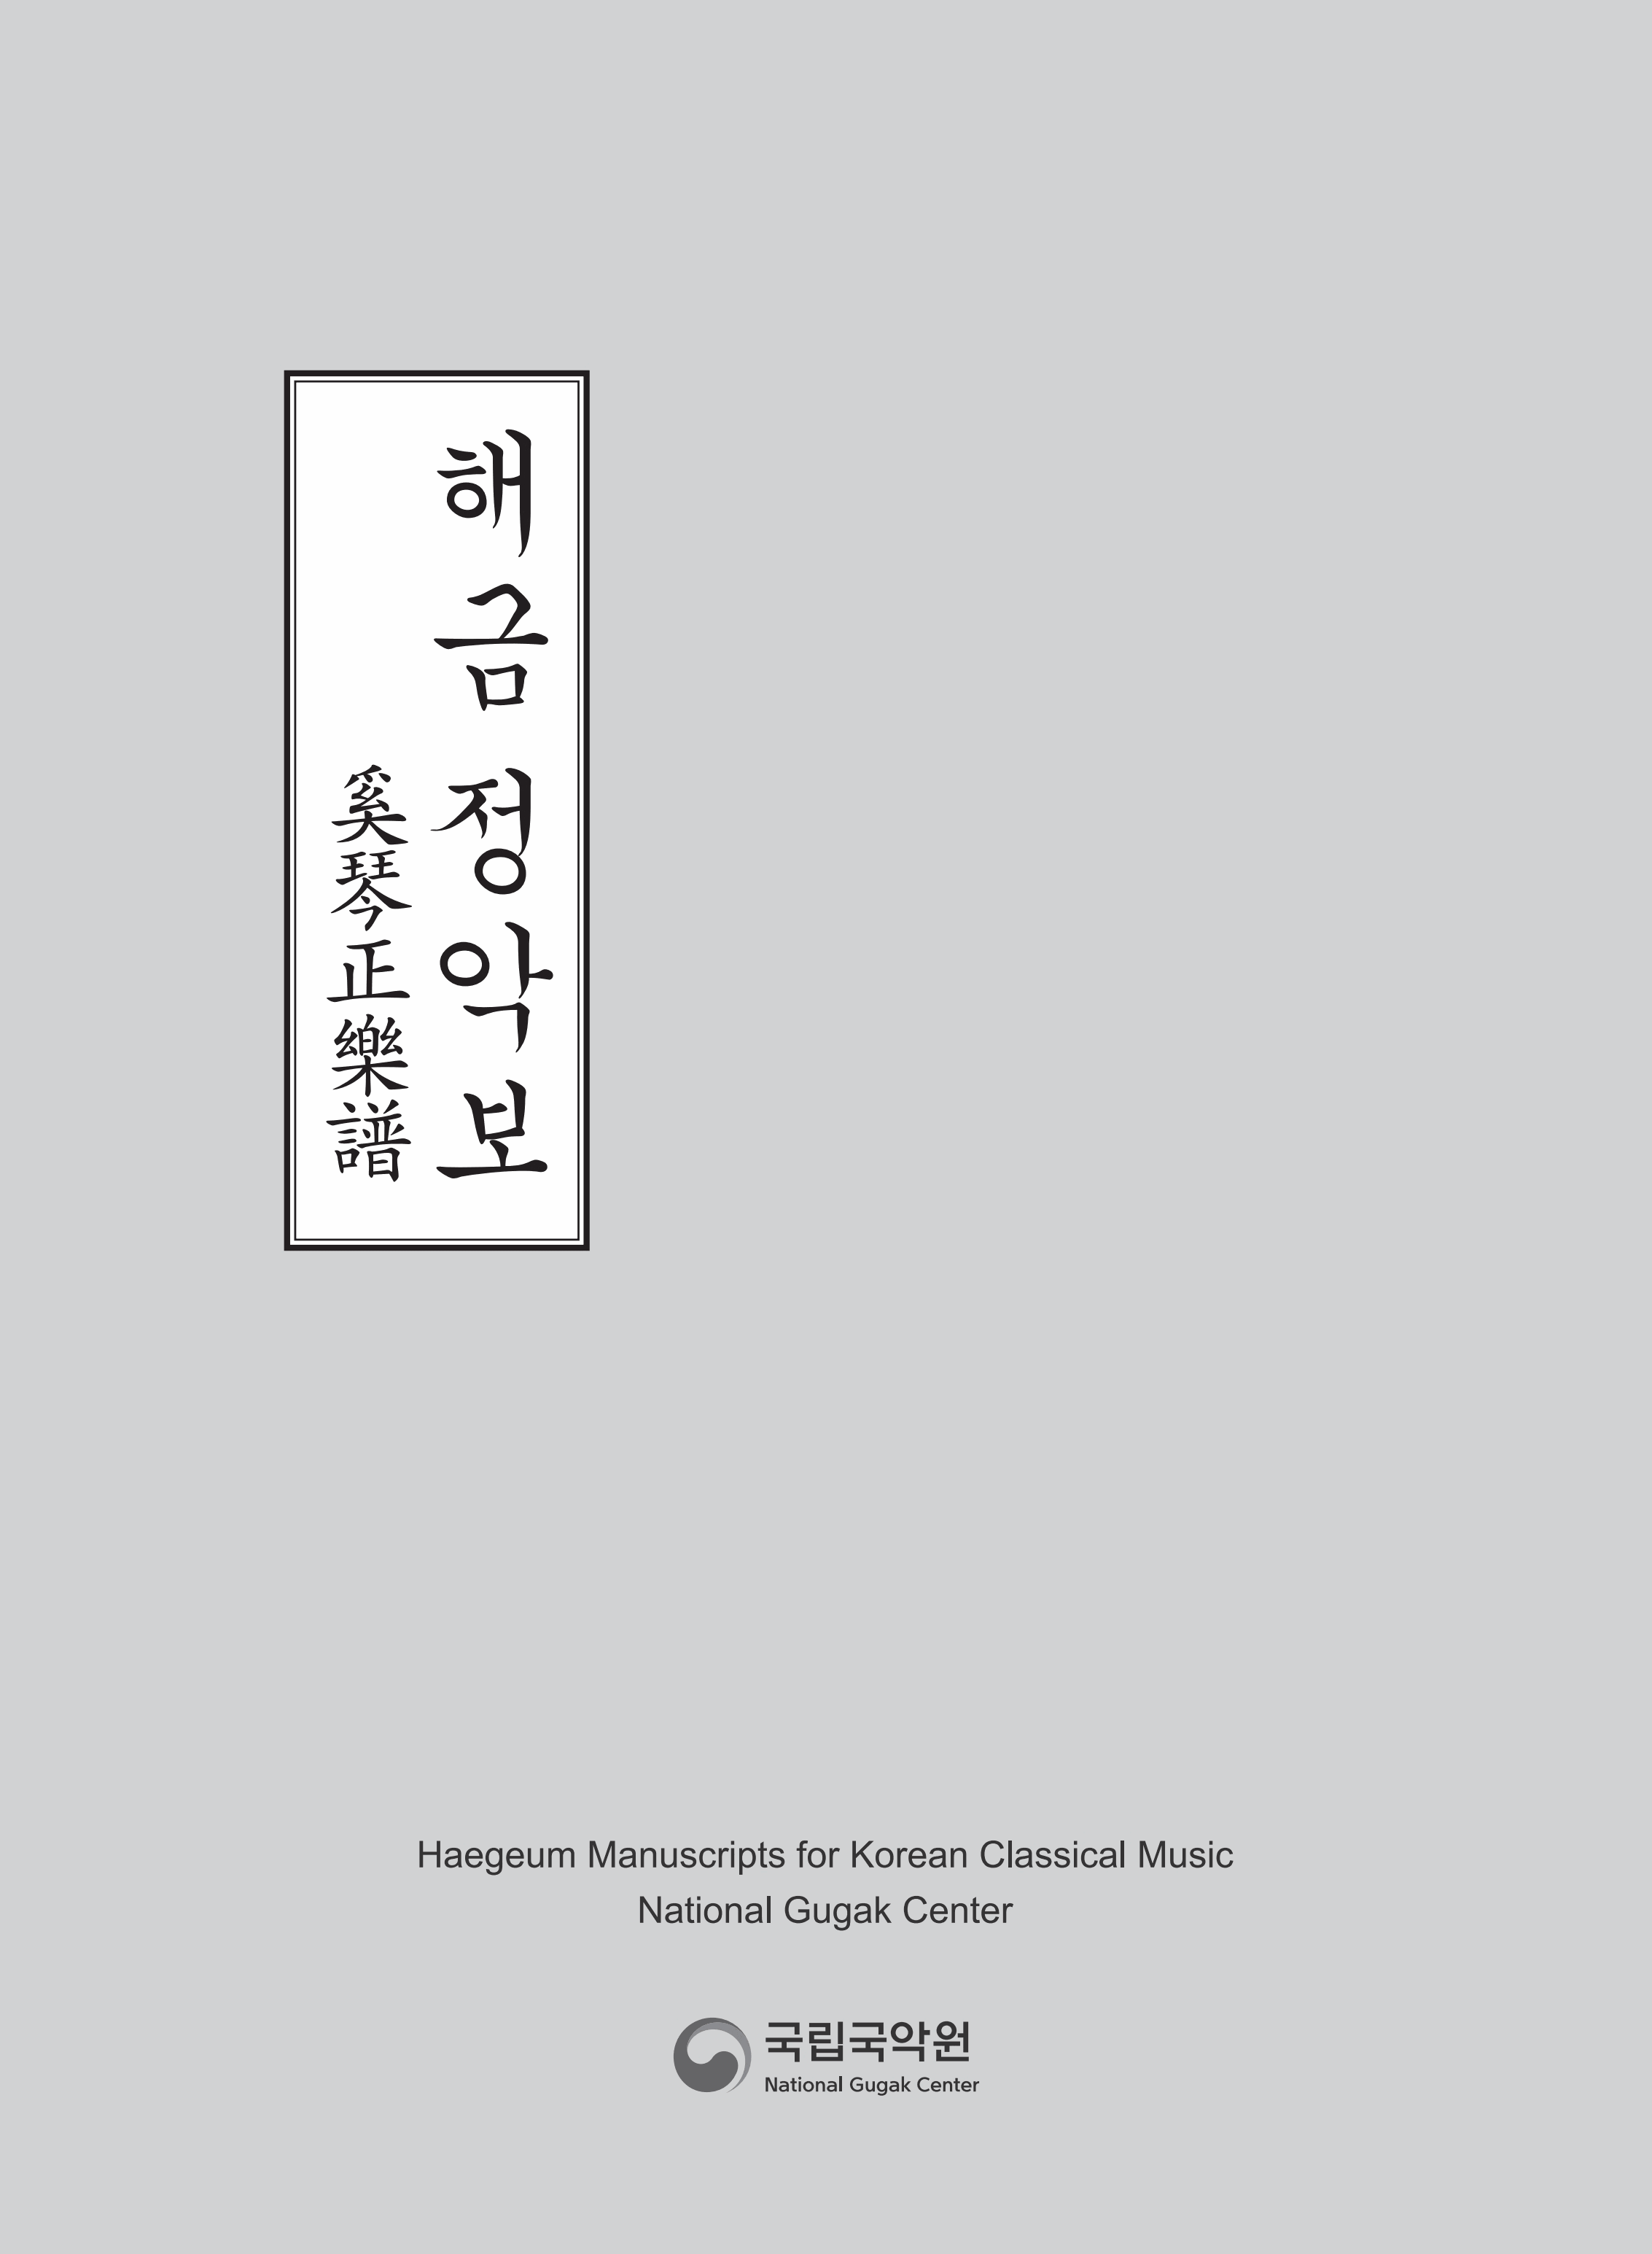 해금정악보
奚琴正樂譜
Haegeum Manuscripts for Korean Classical Music
National Gugak Center
국립국악원
National Gugak Center